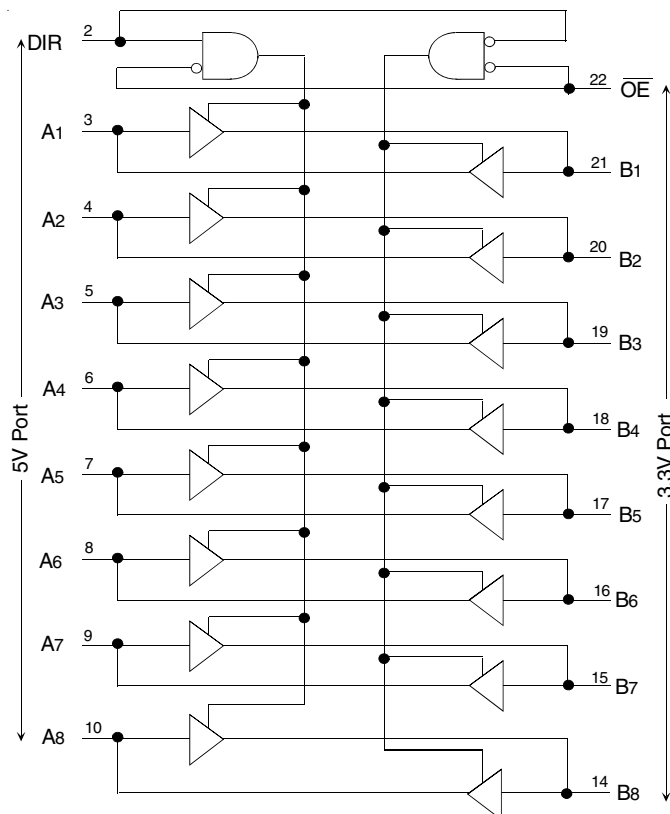 DIR 2
22 OE
A1 3
21 B1
A2 4
20 B2
A3 5
19 B3
A4 6
18 B4
A5 7
17 B5
A6 8
16 B6
A7 9
15 B7
A8 10
14 B8
5V Port
3.3V Port